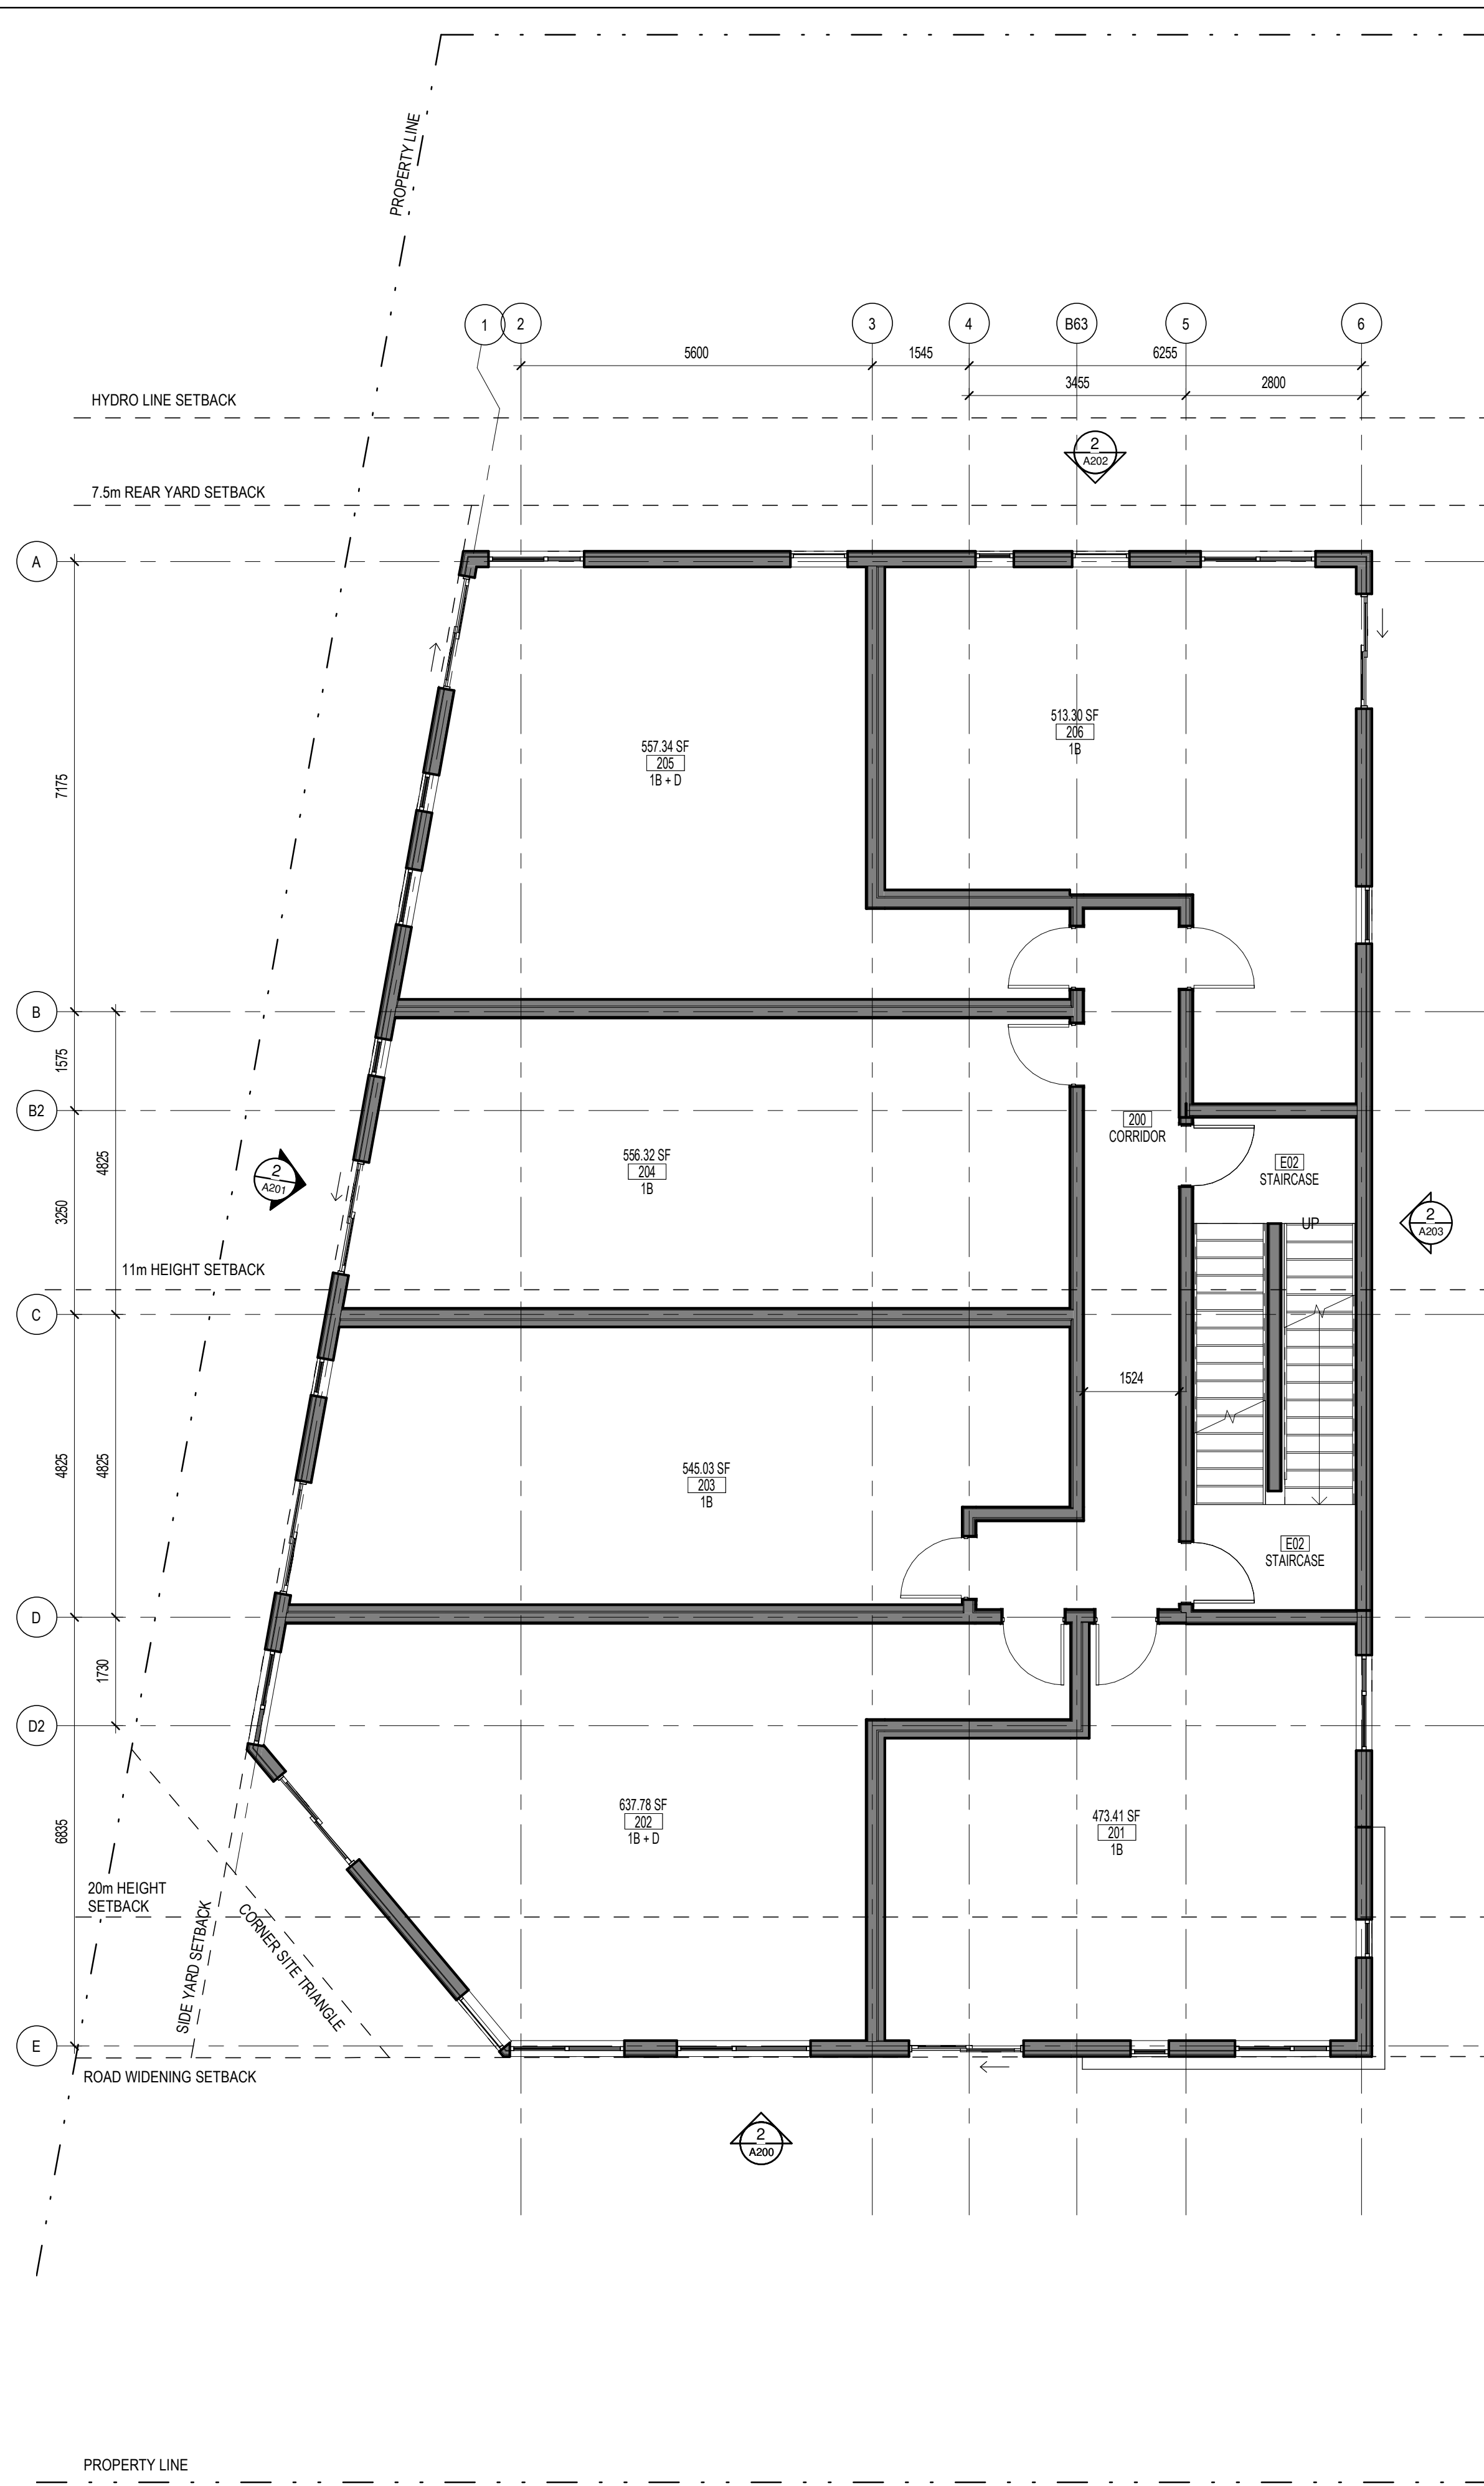 PROPERTY LINE
1
2
3
4
B63
5
6
5600
1545
6255
3455
2800
HYDRO LINE SETBACK
2
A202
7.5m REAR YARD SETBACK
A
513.30 SF
206
1B
557.34 SF
205
1B + D
7175
B
1575
B2
200
CORRIDOR
4825
3250
556.32 SF
204
1B
E02
STAIRCASE
2
A201
UP
2
A203
11m HEIGHT SETBACK
C
1524
4825
4825
545.03 SF
203
1B
E02
STAIRCASE
D
1730
D2
637.78 SF
202
1B + D
473.41 SF
201
1B
6835
20m HEIGHT
SETBACK
SIDE YARD SETBACK
CORNER SITE TRIANGLE
E
ROAD WIDENING SETBACK
2
A200
PROPERTY LINE